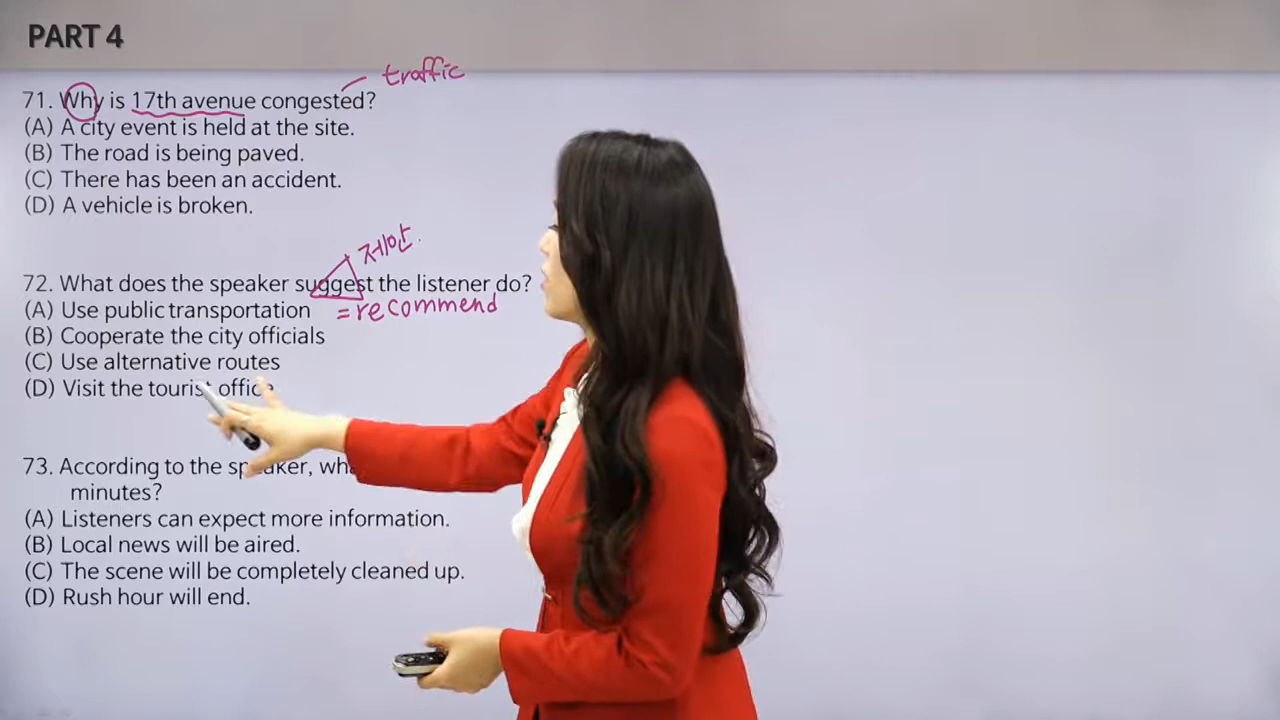 PART 4
traffic
71. Why is 17th avenue congested?
(A) A city event is held at the site.
(B) The road is being paved.
(C) There has been an accident.
(D) A vehicle is broken.
제안.
72. What does the speaker suggest the listener do?
(A) Use public transportation
=recommend
(B) Cooperate the city officials
(C) Use alternative routes
(D) Visit the tourist office
73. According to the speaker,
minutes?
(A) Listeners can expect more information.
(B) Local news will be aired.
(C) The scene will be completely cleaned up.
(D) Rush hour will end.